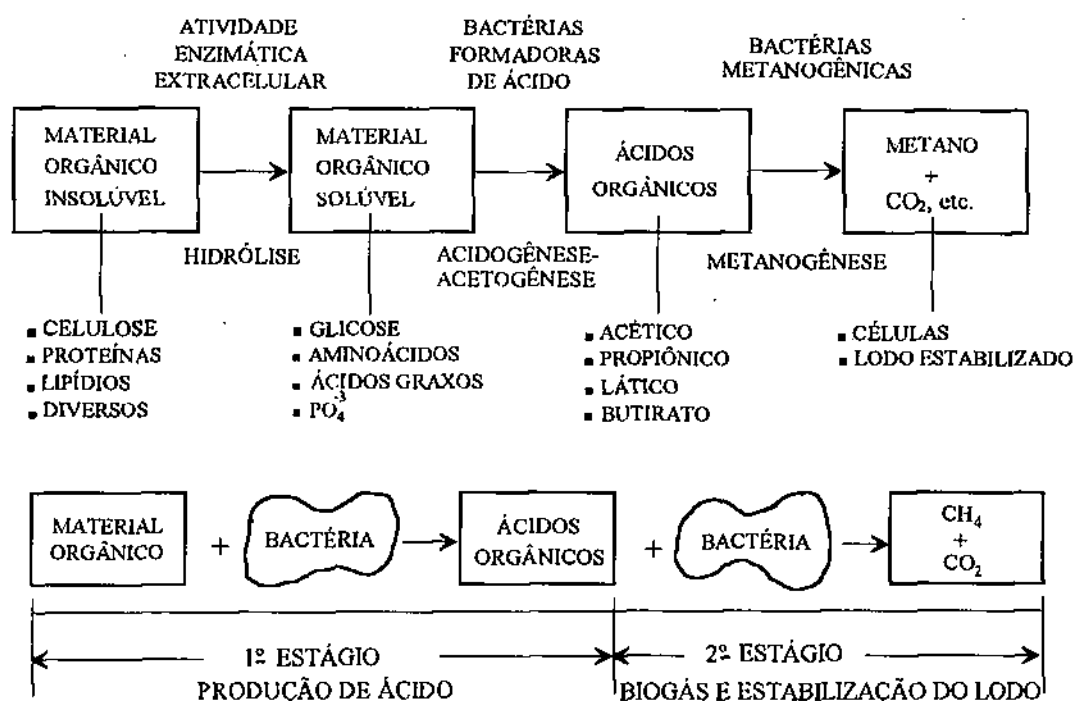 ATIVIDADE
ENZIMÁTICA
EXTRACELULAR
BACTÉRIAS
FORMADORAS
DE ÁCIDO
BACTÉRIAS
METANOGÊNICAS
MATERIAL
ORGÂNICO
INSOLÚVEL
MATERIAL
ORGÂNICO
SOLÚVEL
ÁCIDOS
ORGÂNICOS
METANO
+
CO₂, etc.
HIDRÓLISE
ACIDOGÊNESE-
ACETOGÊNESE
METANOGÊNESE
▪ CELULOSE
▪ PROTEÍNAS
▪ LIPÍDIOS
▪ DIVERSOS
▪ GLICOSE
▪ AMINOÁCIDOS
▪ ÁCIDOS GRAXOS
▪ PO₄⁻³
▪ ACÉTICO
▪ PROPIÔNICO
▪ LÁTICO
▪ BUTIRATO
▪ CÉLULAS
▪ LODO ESTABILIZADO
MATERIAL
ORGÂNICO
+
BACTÉRIA
ÁCIDOS
ORGÂNICOS
+
BACTÉRIA
CH₄
+
CO₂
1º ESTÁGIO
PRODUÇÃO DE ÁCIDO
2º ESTÁGIO
BIOGÁS E ESTABILIZAÇÃO DO LODO